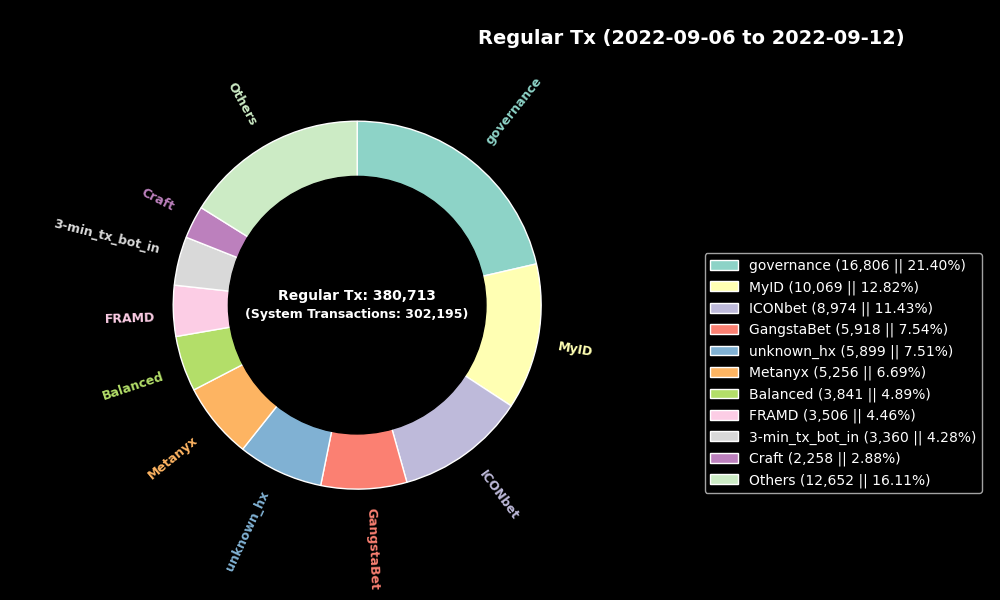 Regular Tx (2022-09-06 to 2022-09-12)
governance
Others
Craft
3-min_tx_bot_in
FRAMD
Balanced
Metanyx
unknown_hx
GangstaBet
ICONbet
MyID
Regular Tx: 380,713
(System Transactions: 302,195)
governance (16,806 || 21.40%)
MyID (10,069 || 12.82%)
ICONbet (8,974 || 11.43%)
GangstaBet (5,918 || 7.54%)
unknown_hx (5,899 || 7.51%)
Metanyx (5,256 || 6.69%)
Balanced (3,841 || 4.89%)
FRAMD (3,506 || 4.46%)
3-min_tx_bot_in (3,360 || 4.28%)
Craft (2,258 || 2.88%)
Others (12,652 || 16.11%)